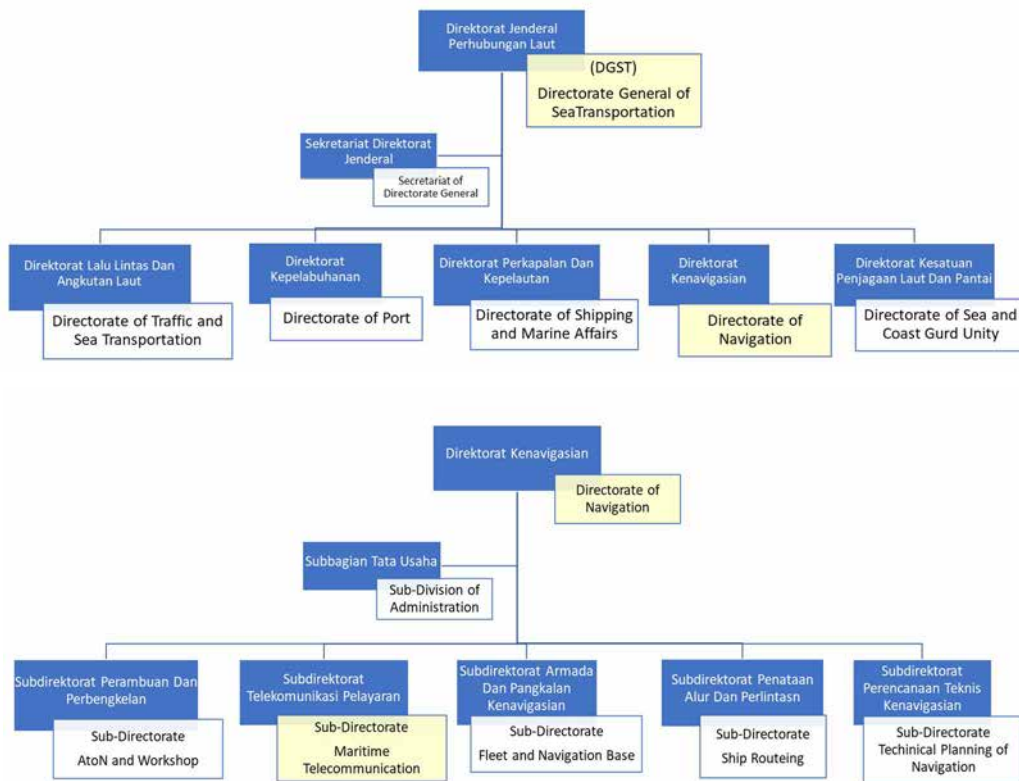 Direktorat Jenderal
Perhubungan Laut
(DGST)
Directorate General of
SeaTransportation
Sekretariat Direktorat
Jenderal
Secretariat of
Directorate General
Direktorat Lalu Lintas Dan
Angkutan Laut
Directorate of Traffic and
Sea Transportation
Direktorat
Kepelabuhanan
Directorate of Port
Direktorat Perkapalan Dan
Kepelautan
Directorate of Shipping
and Marine Affairs
Direktorat
Kenavigasian
Directorate of
Navigation
Direktorat Kesatuan
Penjagaan Laut Dan Pantai
Directorate of Sea and
Coast Gurd Unity
Direktorat Kenavigasian
Directorate of
Navigation
Subbagian Tata Usaha
Sub-Division of
Administration
Subdirektorat Perambuan Dan
Perbengkelan
Sub-Directorate
AtoN and Workshop
Subdirektorat
Telekomunikasi Pelayaran
Sub-Directorate
Maritime
Telecommunication
Subdirektorat Armada
Dan Pangkalan
Kenavigasian
Sub-Directorate
Fleet and Navigation Base
Subdirektorat Penataan
Alur Dan Perlintasn
Sub-Directorate
Ship Routeing
Subdirektorat
Perencanaan Teknis
Kenavigasian
Sub-Directorate
Techinical Planning of
Navigation